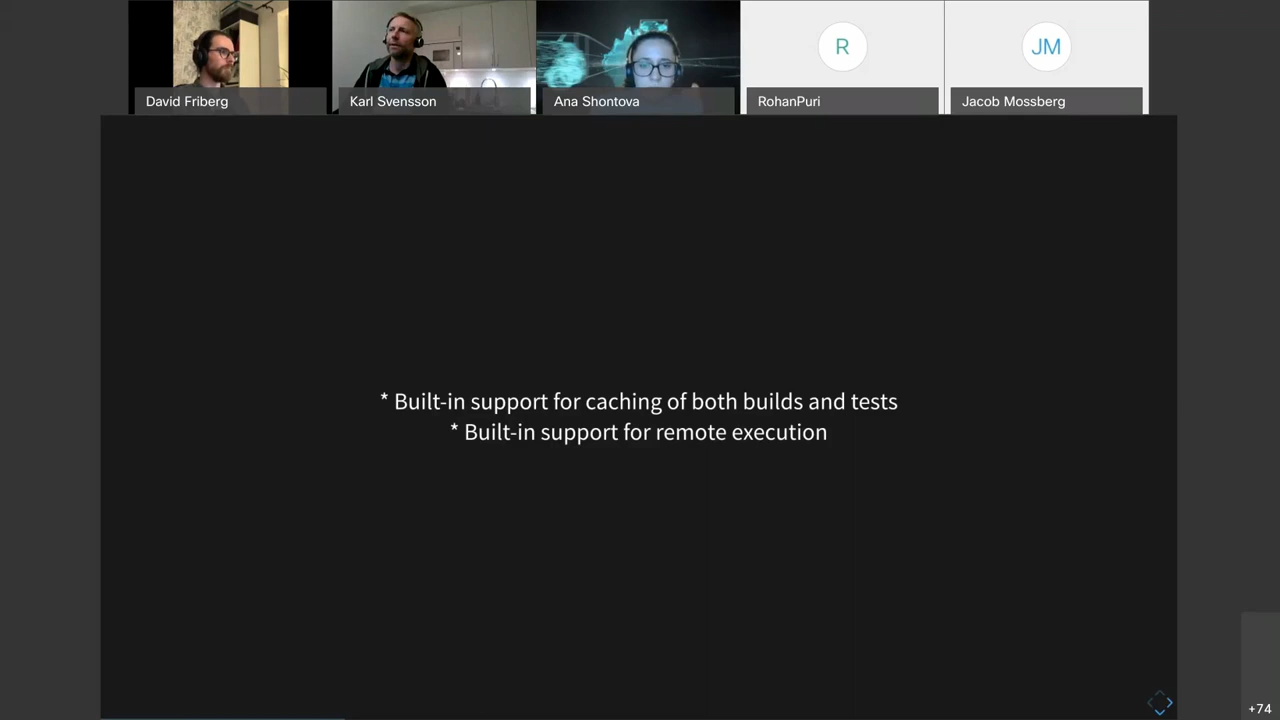 David Friberg
Karl Svensson
Ana Shontova
R
RohanPuri
JM
Jacob Mossberg
* Built-in support for caching of both builds and tests
* Built-in support for remote execution
+74